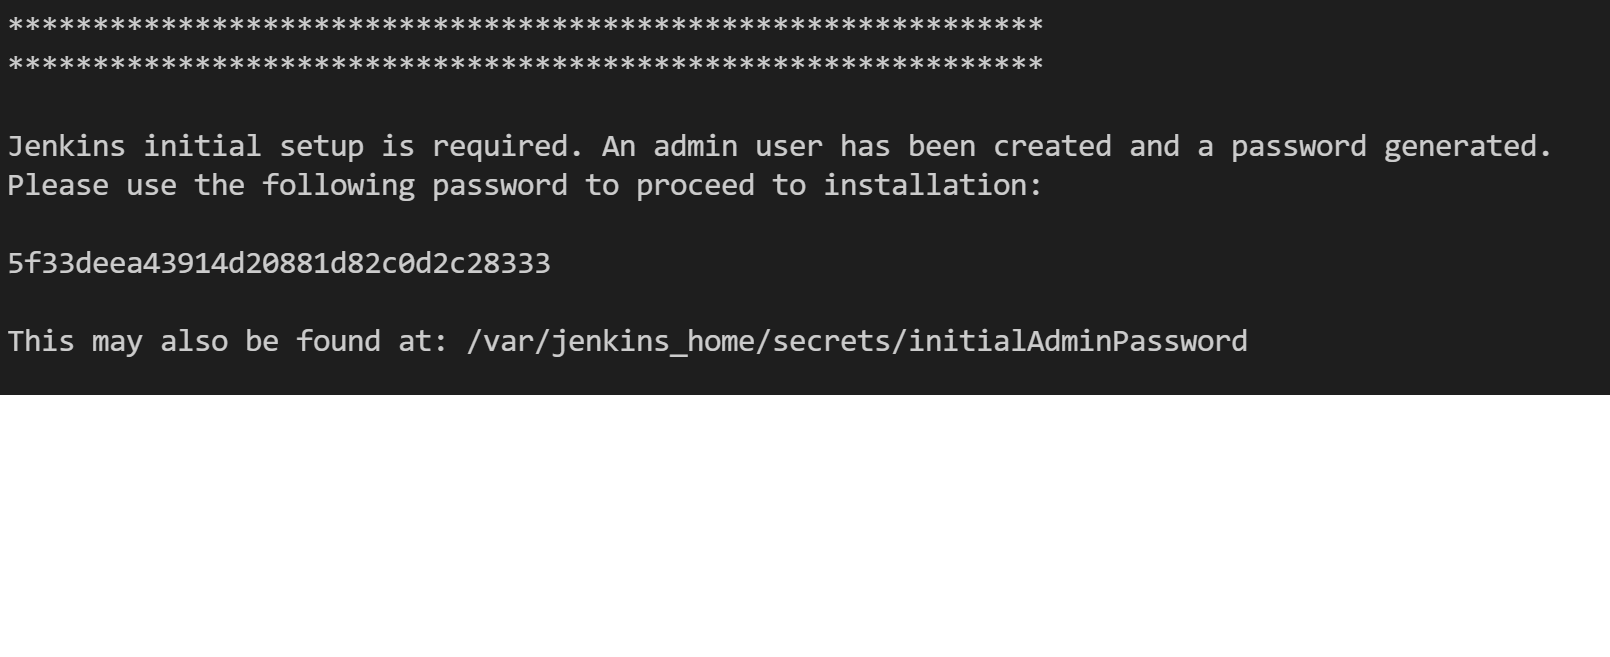 *************************************************************
*************************************************************
Jenkins initial setup is required. An admin user has been created and a password generated.
Please use the following password to proceed to installation:
5f33deea43914d20881d82c0d2c28333
This may also be found at: /var/jenkins_home/secrets/initialAdminPassword